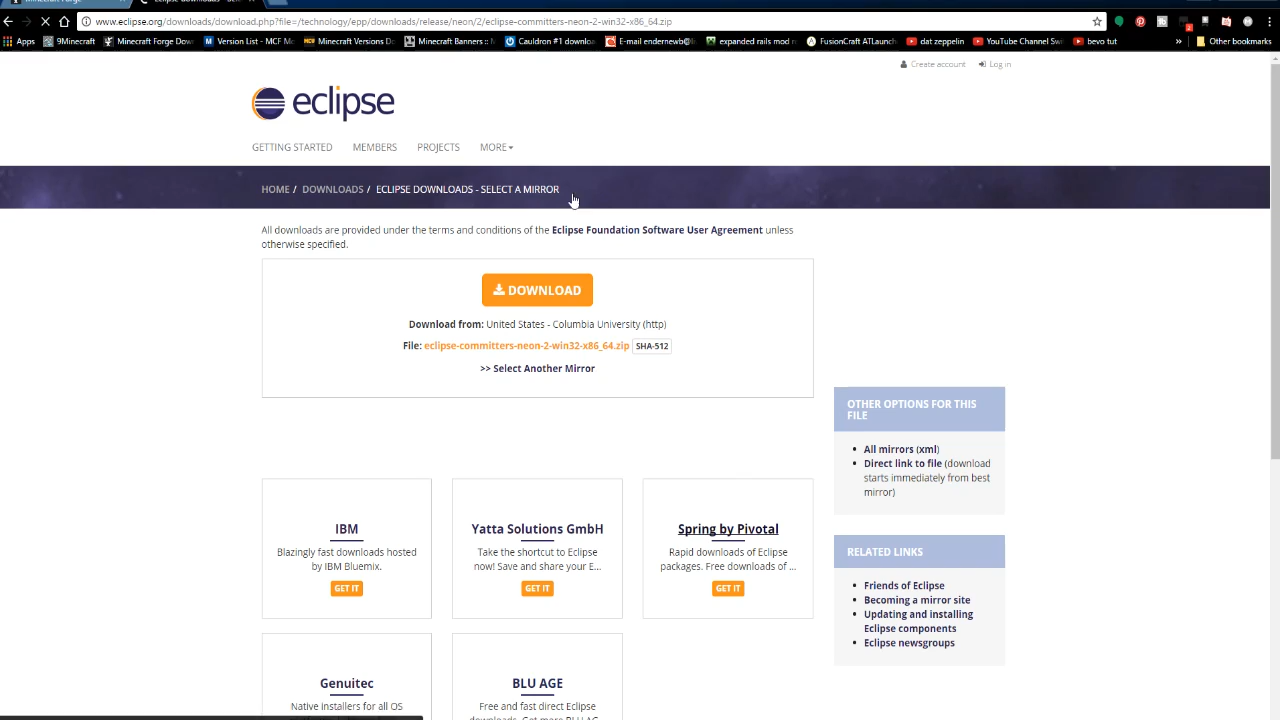 www.eclipse.org/downloads/download.php?file=/technology/epp/downloads/release/neon/2/eclipse-committers-neon-2-win32-x86_64.zip
Apps 9Minecraft Minecraft Forge Dow Version List - MCF M Minecraft Versions D Minecraft Banners :: Cauldron #1 downlo E-mail endernewb expanded rails mod r FusionCraft ATLaunch dat zeppelin YouTube Channel Sw bevo tut » Other bookmarks
Create account Log in
eclipse
GETTING STARTED MEMBERS PROJECTS MORE
HOME / DOWNLOADS / ECLIPSE DOWNLOADS - SELECT A MIRROR
All downloads are provided under the terms and conditions of the Eclipse Foundation Software User Agreement unless
otherwise specified.
DOWNLOAD
Download from: United States - Columbia University (http)
File: eclipse-committers-neon-2-win32-x86_64.zip SHA-512
>> Select Another Mirror
OTHER OPTIONS FOR THIS
FILE
All mirrors (xml)
Direct link to file (download
starts immediately from best
mirror)
IBM
Blazingly fast downloads hosted
by IBM Bluemix.
GET IT
Yatta Solutions GmbH
Take the shortcut to Eclipse
now! Save and share your E...
GET IT
Spring by Pivotal
Rapid downloads of Eclipse
packages. Free downloads of ...
GET IT
RELATED LINKS
Friends of Eclipse
Becoming a mirror site
Updating and installing
Eclipse components
Eclipse newsgroups
Genuitec
Native installers for all OS
BLU AGE
Free and fast direct Eclipse